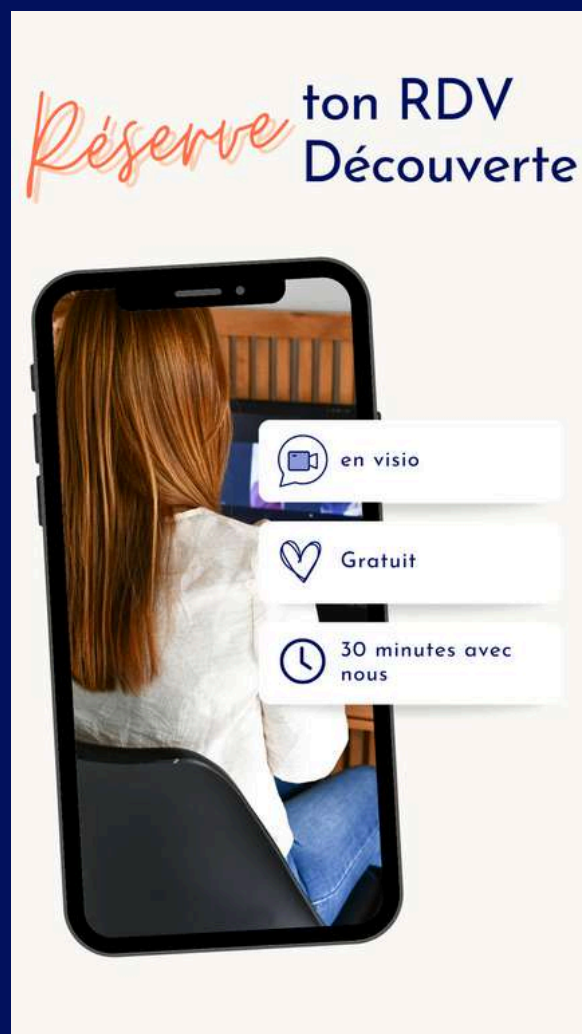 Réserve
ton RDV
Découverte
en visio
Gratuit
30 minutes avec
nous